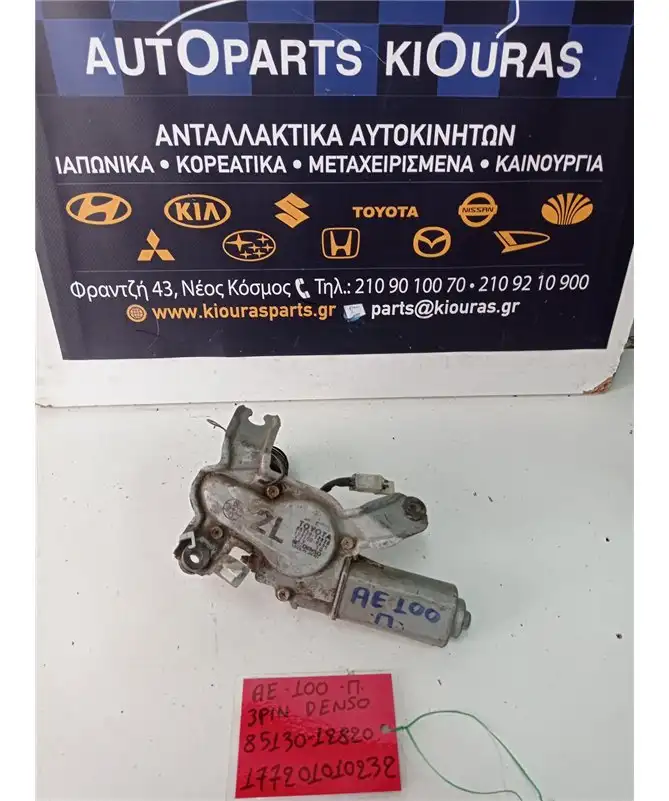 AUTOPARTS KIOURAS
ΑΝΤΑΛΛΑΚΤΙΚΑ ΑΥΤΟΚΙΝΗΤΩΝ
ΙΑΠΩΝΙΚΑ • ΚΟΡΕΑΤΙΚΑ • ΜΕΤΑΧΕΙΡΙΣΜΕΝΑ • ΚΑΙΝΟΥΡΓΙΑ
KIA TOYOTA NISSAN
Φραντζή 43, Νέος Κόσμος Τηλ.: 210 90 100 70 • 210 92 10 900
www.kiourasparts.gr parts@kiouras.gr
2L
TOYOTA
AE 100
Π.
AE-100-Π.
3PIN DENSO
85130-12820
177201010232